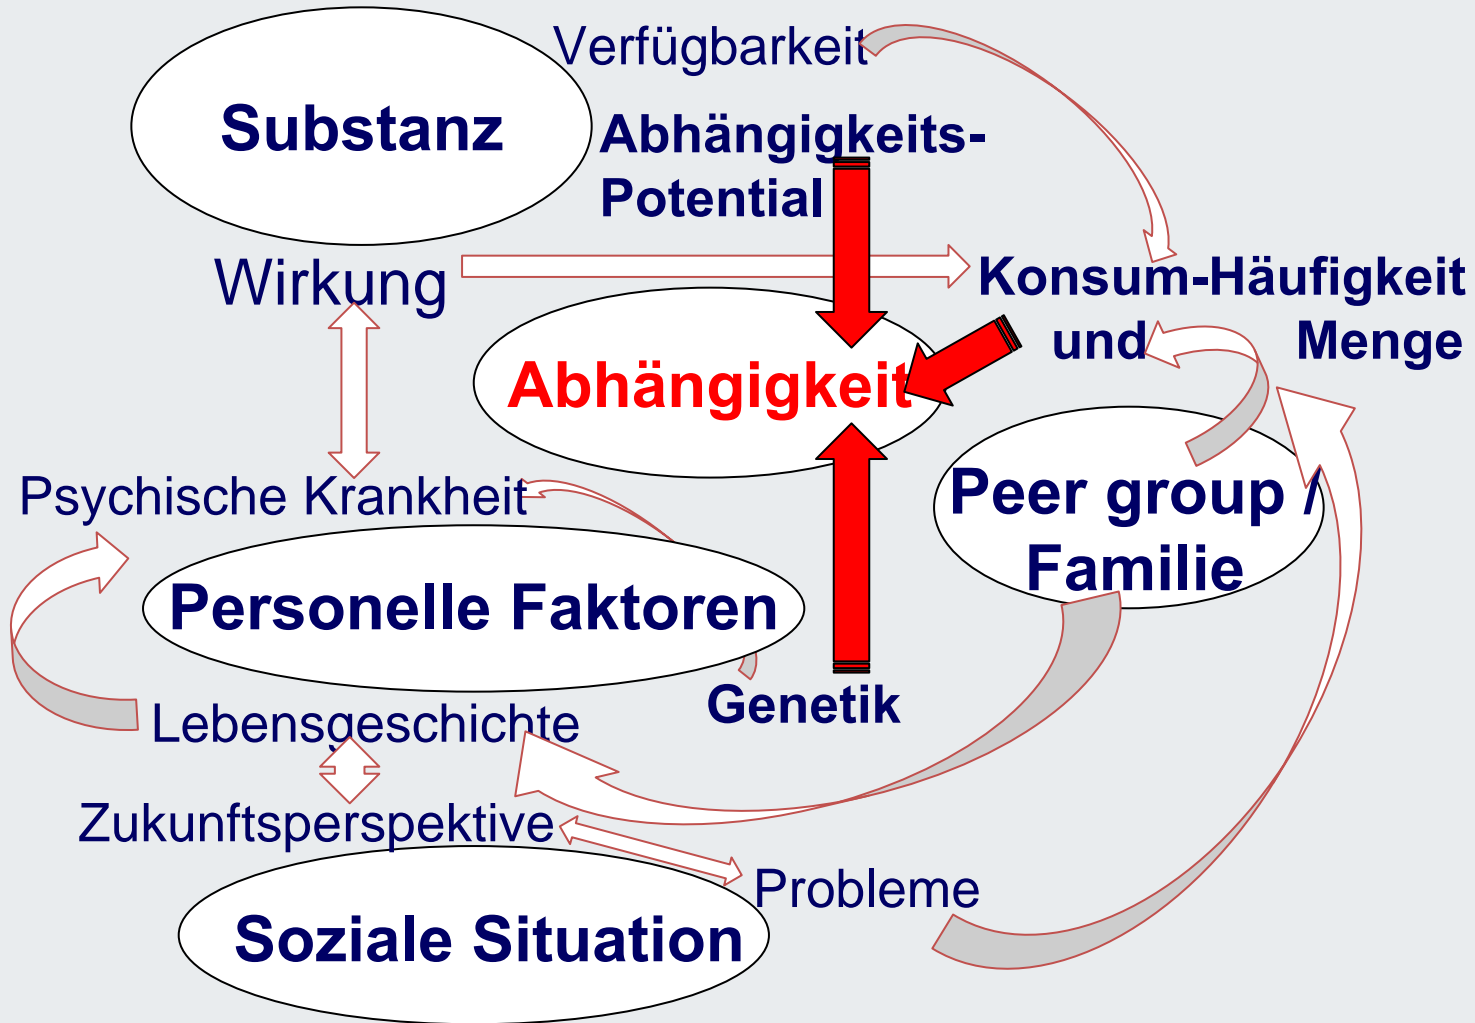 Verfügbarkeit
Substanz
Abhängigkeits-
Potential
Wirkung
Konsum-Häufigkeit
und Menge
Abhängigkeit
Psychische Krankheit
Peer group /
Familie
Personelle Faktoren
Genetik
Lebensgeschichte
Zukunftsperspektive
Probleme
Soziale Situation